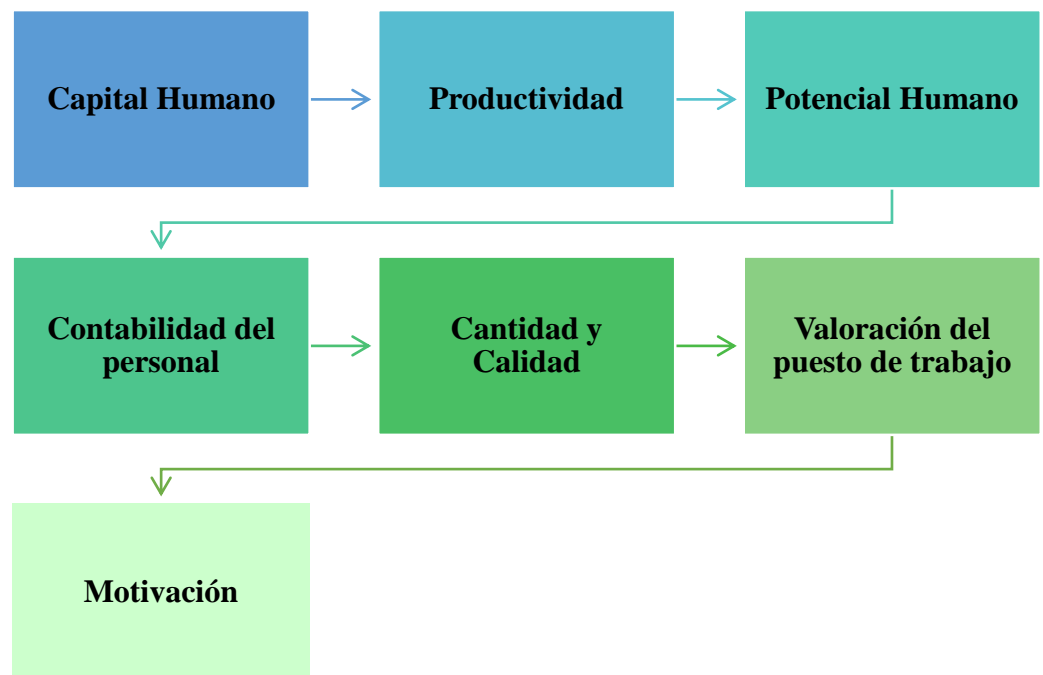 Capital Humano
Productividad
Potencial Humano
Contabilidad del
personal
Cantidad y
Calidad
Valoración del
puesto de trabajo
Motivación